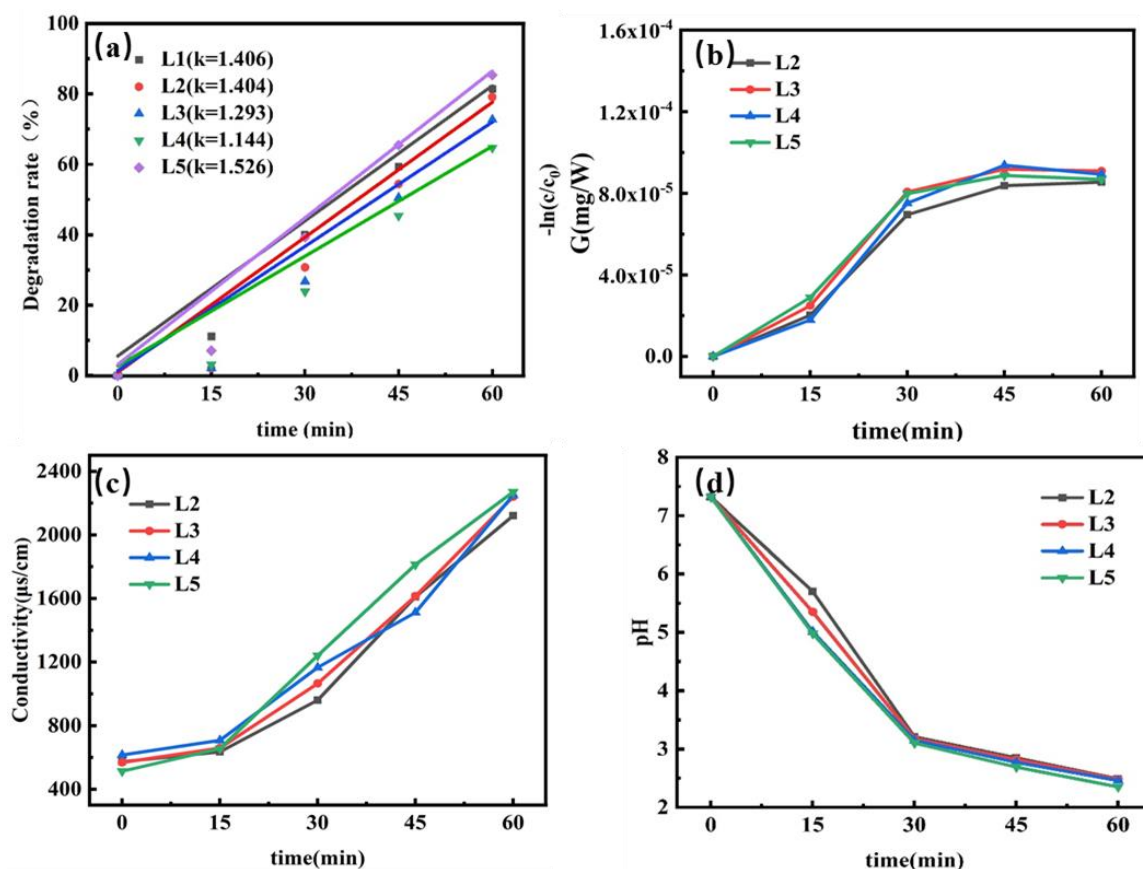 (a)
Degradation rate (%)
100
80
60
40
20
0
L1(k=1.406)
L2(k=1.404)
L3(k=1.293)
L4(k=1.144)
L5(k=1.526)
0 15 30 45 60
time (min)
(b)
-ln(c/c₀)
G(mg/W)
1.6x10⁻⁴
1.2x10⁻⁴
8.0x10⁻⁵
4.0x10⁻⁵
0.0
L2
L3
L4
L5
0 15 30 45 60
time(min)
(c)
Conductivity(μs/cm)
2400
2000
1600
1200
800
400
L2
L3
L4
L5
0 15 30 45 60
time(min)
(d)
pH
8
7
6
5
4
3
2
L2
L3
L4
L5
0 15 30 45 60
time(min)